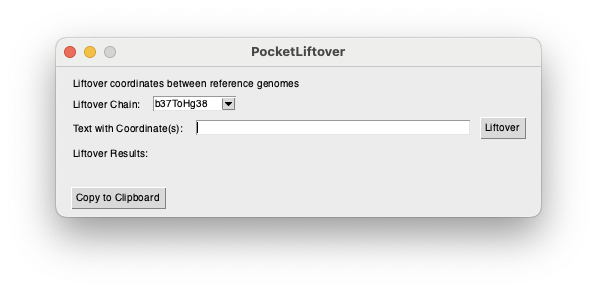 PocketLiftover
Liftover coordinates between reference genomes
Liftover Chain: b37ToHg38
Text with Coordinate(s): Liftover
Liftover Results:
Copy to Clipboard